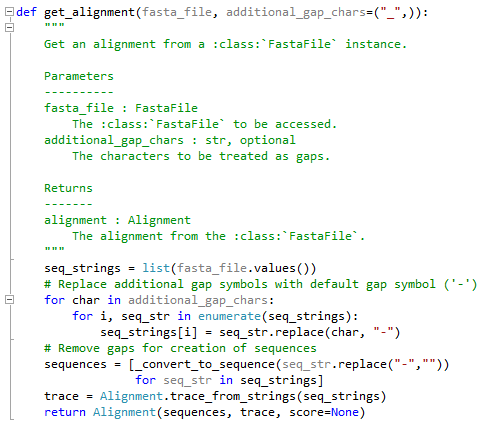 def get_alignment(fasta_file, additional_gap_chars=("_",)):
    """
    Get an alignment from a :class:`FastaFile` instance.

    Parameters
    ----------
    fasta_file : FastaFile
        The :class:`FastaFile` to be accessed.
    additional_gap_chars : str, optional
        The characters to be treated as gaps.

    Returns
    -------
    alignment : Alignment
        The alignment from the :class:`FastaFile`.
    """
    seq_strings = list(fasta_file.values())
    # Replace additional gap symbols with default gap symbol ('-')
    for char in additional_gap_chars:
        for i, seq_str in enumerate(seq_strings):
            seq_strings[i] = seq_str.replace(char, "-")
    # Remove gaps for creation of sequences
    sequences = [_convert_to_sequence(seq_str.replace("-",""))
                 for seq_str in seq_strings]
    trace = Alignment.trace_from_strings(seq_strings)
    return Alignment(sequences, trace, score=None)